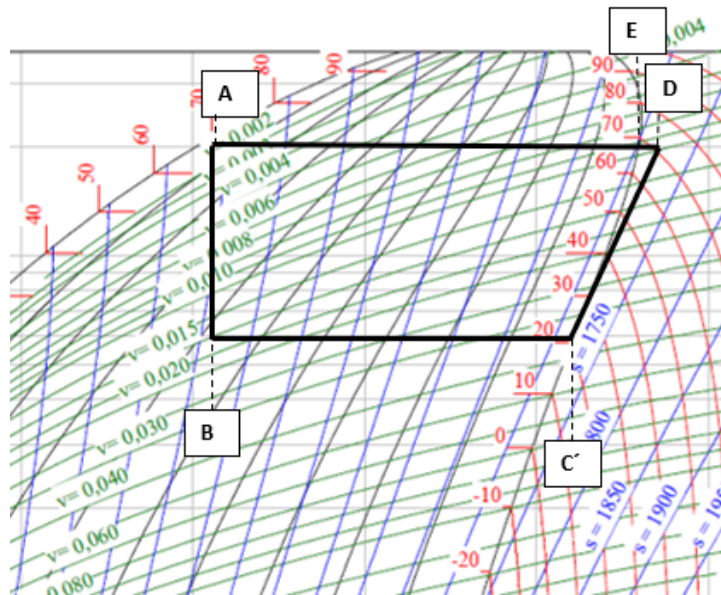 E
0,004
80
90
90
D
A
80
70
70
0,002
60
60
v= 0,004
50
50
v= 0,006
40
40
v= 0,008
v= 0,010
30
v= 0,015
20
s = 1750
v= 0,020
10
B
v= 0,030
0
800
C´
v= 0,040
-10
s = 1850
s = 1900
v= 0,060
-20
0,080